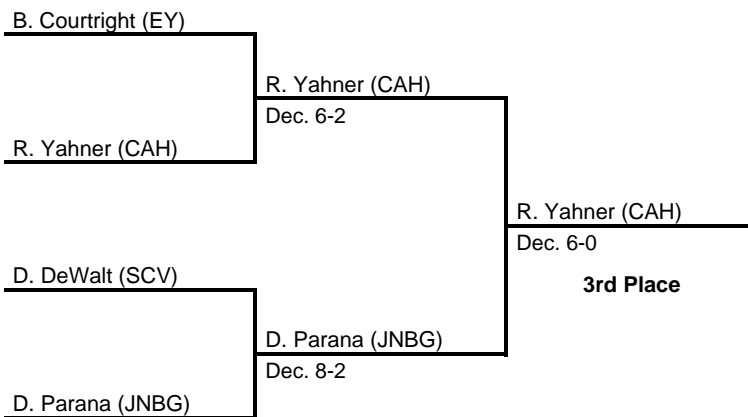 B. Courtright (EY)
R. Yahner (CAH)
Dec. 6-2
R. Yahner (CAH)
R. Yahner (CAH)
Dec. 6-0
3rd Place
D. DeWalt (SCV)
D. Parana (JNBG)
Dec. 8-2
D. Parana (JNBG)